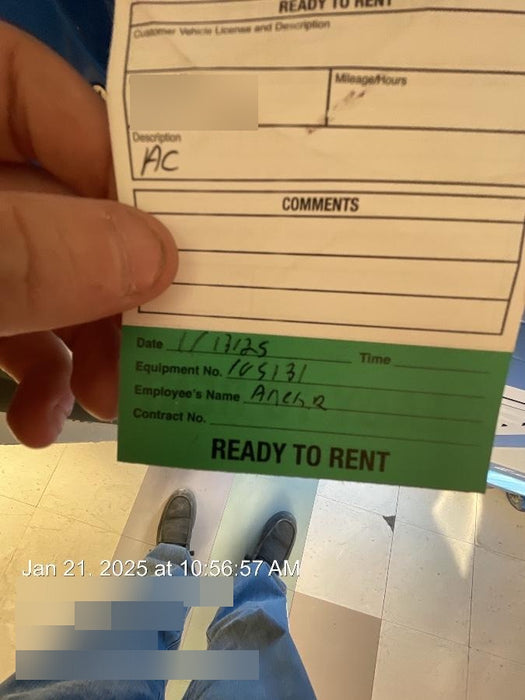 READY TO RENT
Customer Vehicle License and Description
Mileage/Hours
Description
AC
COMMENTS
Date 1/17/25 Time
Equipment No. 165131
Employee's Name
Contract No.
READY TO RENT
Jan 21. 2025 at 10:56:57 AM